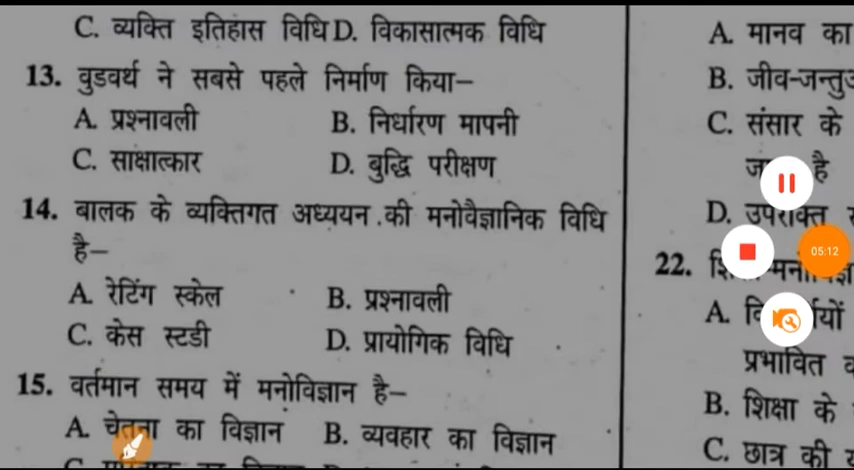 C. व्यक्ति इतिहास विधि D. विकासात्मक विधि
13. वुडवर्थ ने सबसे पहले निर्माण किया–
A. प्रश्नावली B. निर्धारण मापनी
C. साक्षात्कार D. बुद्धि परीक्षण
14. बालक के व्यक्तिगत अध्ययन की मनोवैज्ञानिक विधि
है–
A. रेटिंग स्केल B. प्रश्नावली
C. केस स्टडी D. प्रायोगिक विधि
15. वर्तमान समय में मनोविज्ञान है–
A. चेतना का विज्ञान B. व्यवहार का विज्ञान
A. मानव का
B. जीव-जन्तु
C. संसार के
है
D. उपरोक्त
22.
A.
प्रभावित
B. शिक्षा के
C. छात्र की
05:12